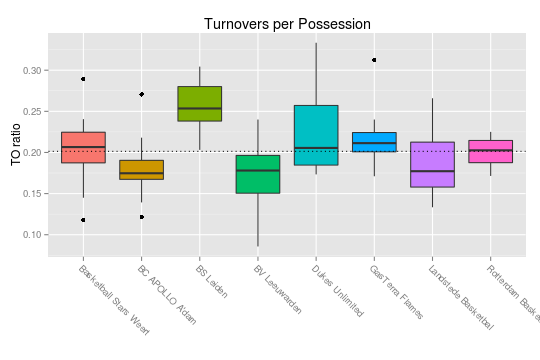 Turnovers per Possession
TO ratio
0.30
0.25
0.20
0.15
0.10
Basketball Stars Weert
BC APOLLO A'dam
BS Leiden
BV Leeuwarden
Dukes Unlimited
GasTerra Flames
Landstede Basketbal
Rotterdam Baske